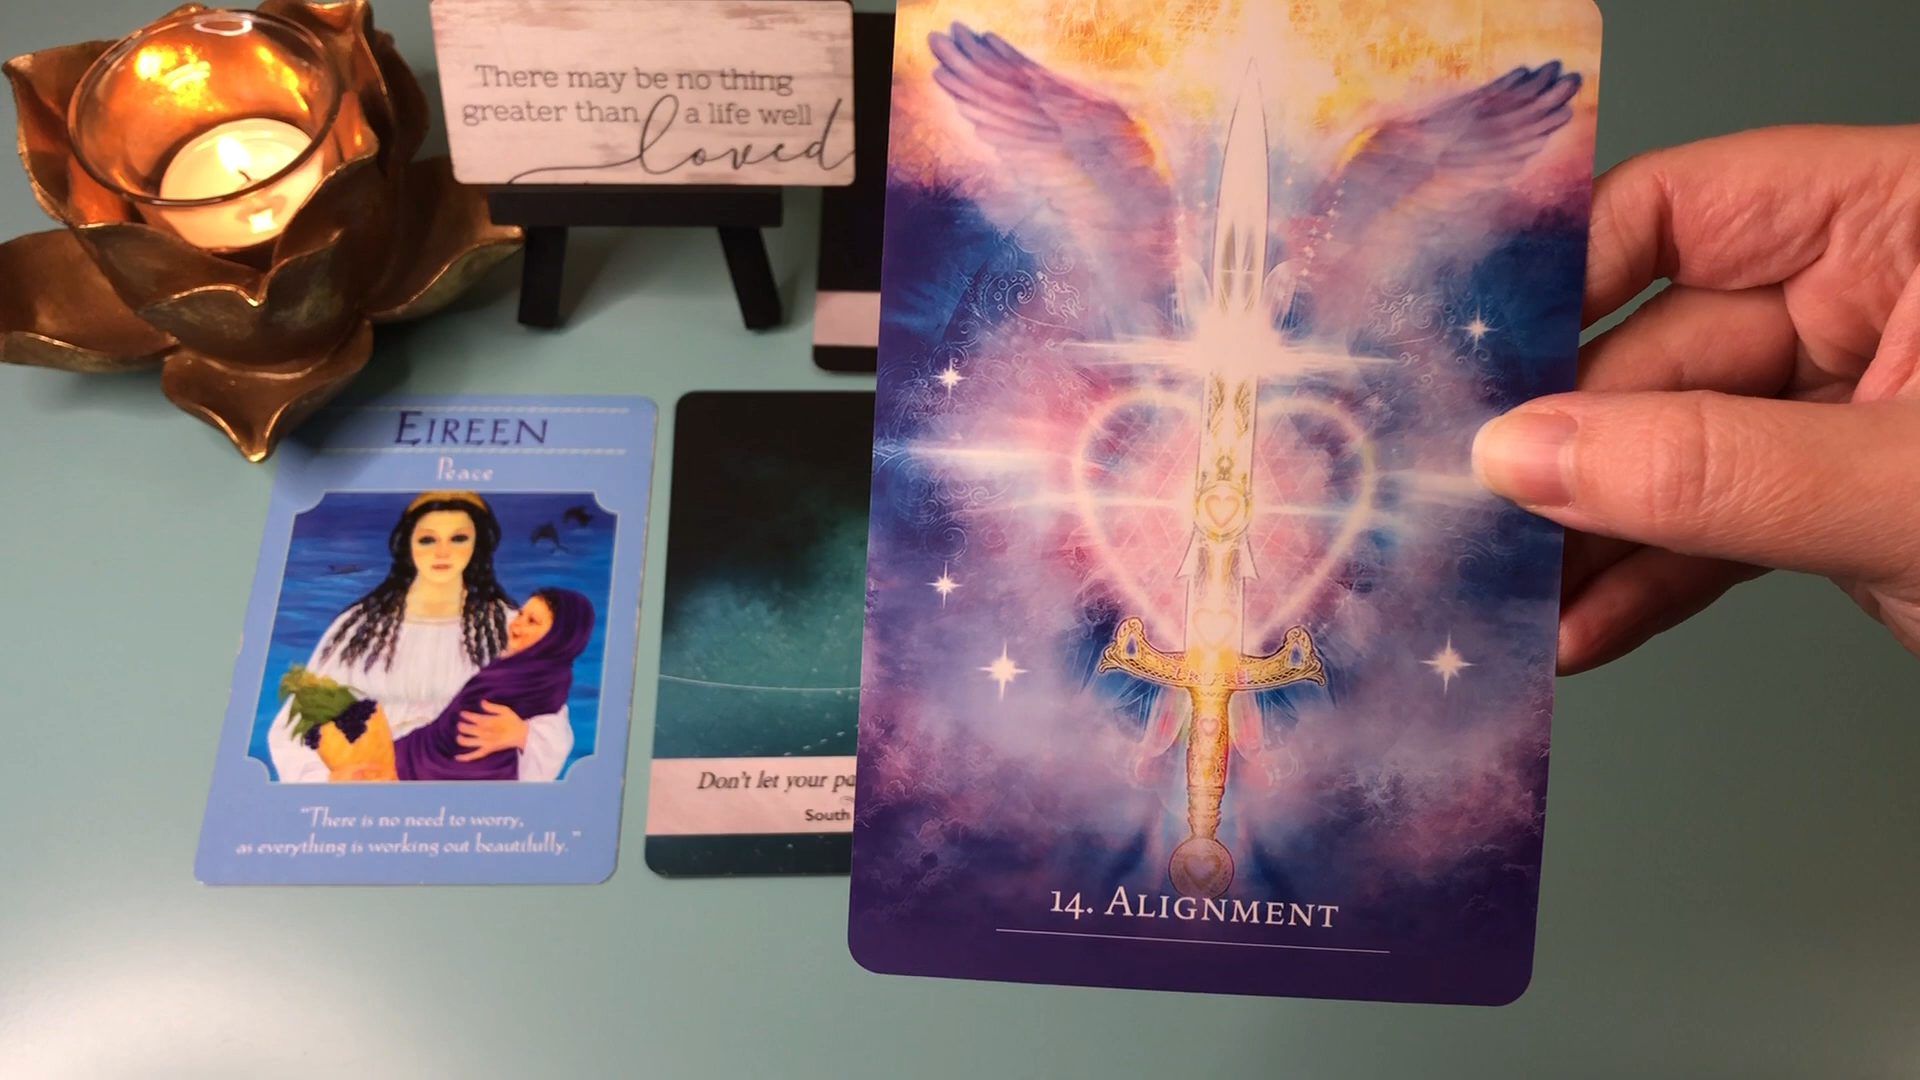 There may be no thing
greater than a life well
loved
EIREEN
Peace
"There is no need to worry,
as everything is working out beautifully."
Don't let your
South
14. ALIGNMENT